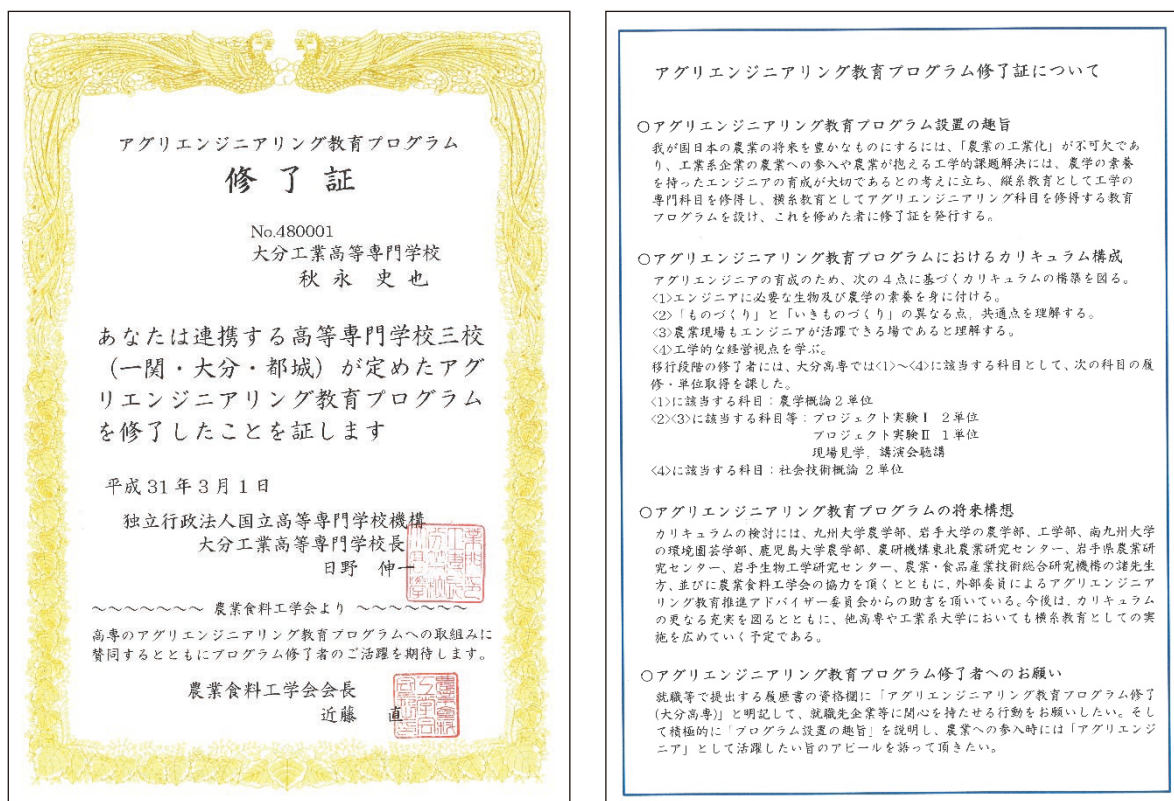 アグリエンジニアリング教育プログラム
修了証
No.480001
大分工業高等専門学校
秋永史也
あなたは連携する高等専門学校三校
（一関・大分・都城）が定めたアグ
リエンジニアリング教育プログラム
を修了したことを証します
平成31年3月1日
独立行政法人国立高等専門学校機構
大分工業高等専門学校長
日野 伸一
～～～～～～～ 農業食料工学会より ～～～～～～～
高専のアグリエンジニアリング教育プログラムへの取組みに
賛同するとともにプログラム修了者のご活躍を期待します。
農業食料工学会会長
近藤 直
アグリエンジニアリング教育プログラム修了証について
○アグリエンジニアリング教育プログラム設置の趣旨
我が国日本の農業の将来を豊かなものにするには、「農業の工業化」が不可欠であ
り、工業系企業の農業への参入や農業が抱える工学的課題解決には、農学の素養
を持ったエンジニアの育成が大切であるとの考えに立ち、縦糸教育として工学の
専門科目を修得し、横糸教育としてアグリエンジニアリング科目を修得する教育
プログラムを設け、これを修めた者に修了証を発行する。
○アグリエンジニアリング教育プログラムにおけるカリキュラム構成
アグリエンジニアの育成のため、次の4点に基づくカリキュラムの構築を図る。
<1>エンジニアに必要な生物及び農学の素養を身に付ける。
<2>「ものづくり」と「いきものづくり」の異なる点、共通点を理解する。
<3>農業現場もエンジニアが活躍できる場であると理解する。
<4>工学的な経営視点を学ぶ。
移行段階の修了者には、大分高専では<1>～<4>に該当する科目として、次の科目の履
修・単位取得を課した。
<1>に該当する科目：農学概論2単位
<2><3>に該当する科目等：プロジェクト実験Ⅰ 2単位
プロジェクト実験Ⅱ 1単位
現場見学、講演会聴講
<4>に該当する科目：社会技術概論 2単位
○アグリエンジニアリング教育プログラムの将来構想
カリキュラムの検討には、九州大学農学部、岩手大学の農学部、工学部、南九州大学
の環境園芸学部、鹿児島大学農学部、農研機構東北農業研究センター、岩手県農業研
究センター、岩手生物工学研究センター、農業・食品産業技術総合研究機構の諸先生
方、並びに農業食料工学会の協力を頂くとともに、外部委員によるアグリエンジニア
リング教育推進アドバイザー委員会からの助言を頂いている。今後は、カリキュラム
の更なる充実を図るとともに、他高専や工業系大学においても横糸教育としての実
施を広めていく予定である。
○アグリエンジニアリング教育プログラム修了者へのお願い
就職等で提出する履歴書の資格欄に「アグリエンジニアリング教育プログラム修了
(大分高専)」と明記して、就職先企業等に関心を持たせる行動をお願いしたい。そし
て積極的に「プログラム設置の趣旨」を説明し、農業への参入時には「アグリエンジ
ニア」として活躍したい旨のアピールを語って頂きたい。